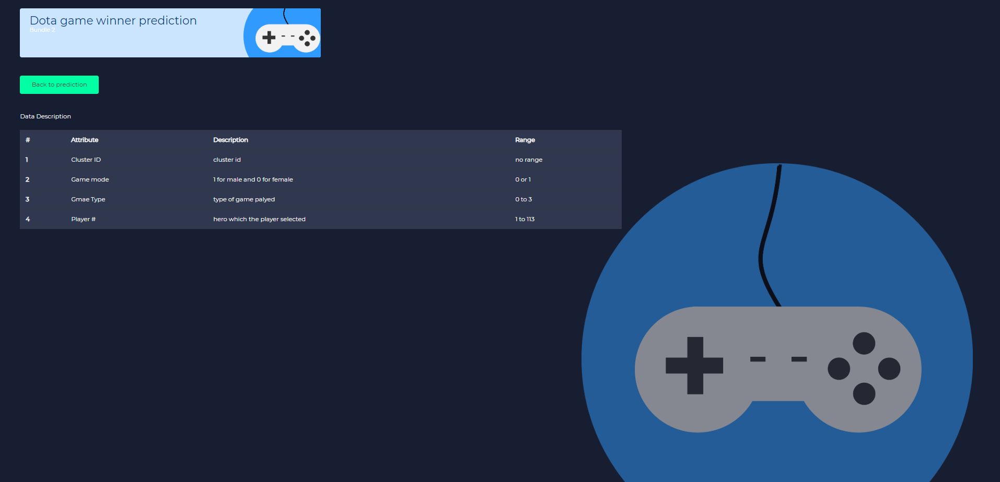 Dota game winner prediction
Bundle 2
Back to prediction
Data Description
# Attribute Description Range
1 Cluster ID cluster id no range
2 Game mode 1 for male and 0 for female 0 or 1
3 Gmae Type type of game palyed 0 to 3
4 Player # hero which the player selected 1 to 113